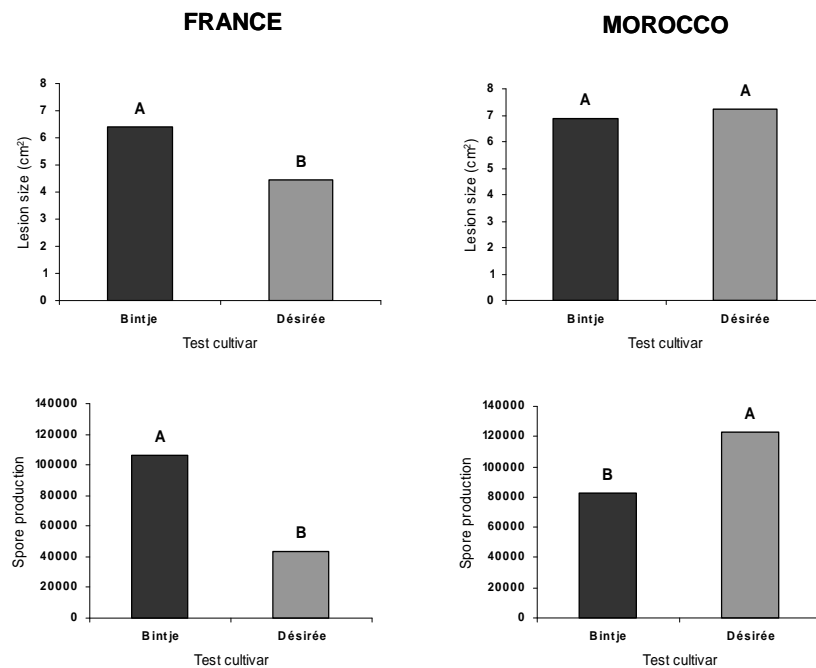 FRANCE
MOROCCO
8
7
6
5
4
3
2
1
0
Lesion size (cm²)
A
B
Bintje
Désirée
Test cultivar
8
7
6
5
4
3
2
1
0
Lesion size (cm²)
A
A
Bintje
Désirée
Test cultivar
140000
120000
100000
80000
60000
40000
20000
0
Spore production
A
B
Bintje
Désirée
Test cultivar
140000
120000
100000
80000
60000
40000
20000
0
Spore production
B
A
Bintje
Désirée
Test cultivar